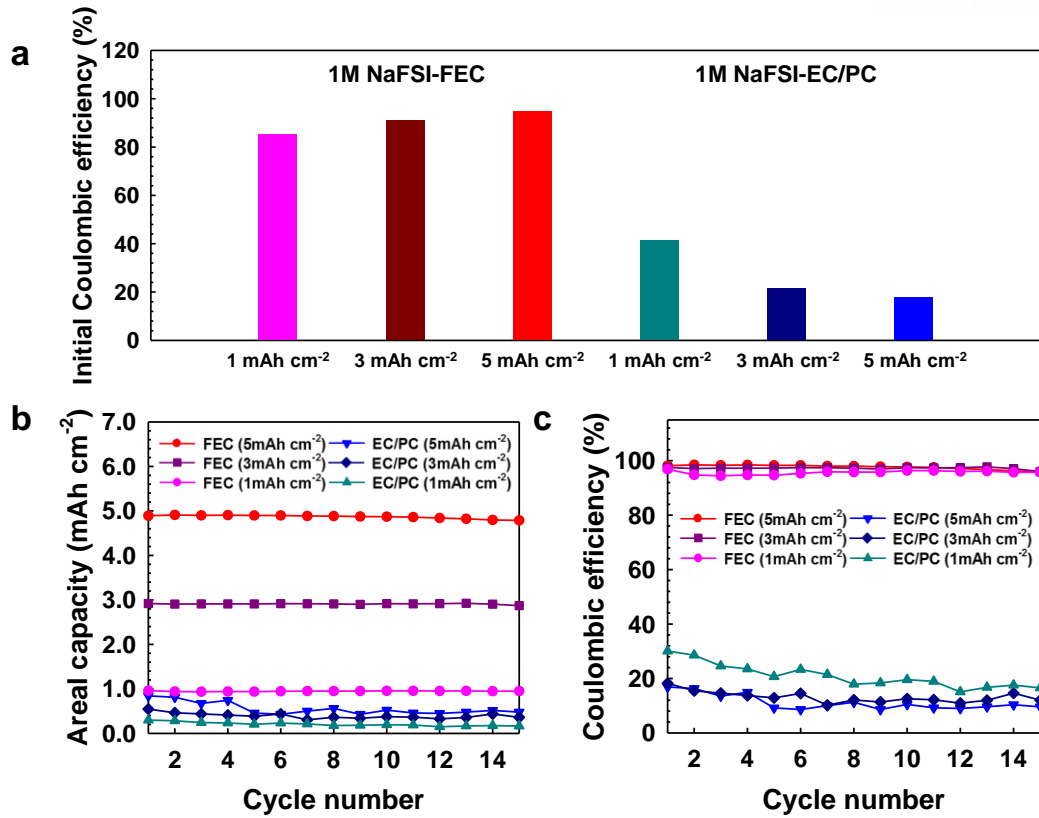 a
Initial Coulombic efficiency (%)
120
100
80
60
40
20
0
1M NaFSI-FEC
1M NaFSI-EC/PC
1 mAh cm⁻²
3 mAh cm⁻²
5 mAh cm⁻²
1 mAh cm⁻²
3 mAh cm⁻²
5 mAh cm⁻²
b
Areal capacity (mAh cm⁻²)
7.0
6.0
5.0
4.0
3.0
2.0
1.0
0.0
FEC (5mAh cm⁻²)
FEC (3mAh cm⁻²)
FEC (1mAh cm⁻²)
EC/PC (5mAh cm⁻²)
EC/PC (3mAh cm⁻²)
EC/PC (1mAh cm⁻²)
2 4 6 8 10 12 14
Cycle number
c
Coulombic efficiency (%)
100
80
60
40
20
0
FEC (5mAh cm⁻²)
FEC (3mAh cm⁻²)
FEC (1mAh cm⁻²)
EC/PC (5mAh cm⁻²)
EC/PC (3mAh cm⁻²)
EC/PC (1mAh cm⁻²)
2 4 6 8 10 12 14
Cycle number